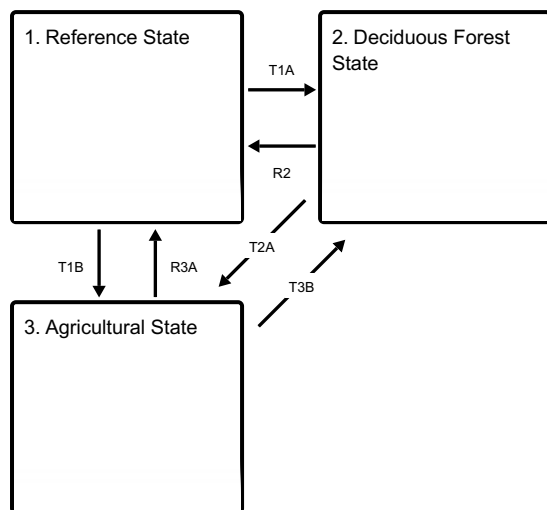 1. Reference State
2. Deciduous Forest
State
T1A
R2
T1B
R3A
T2A
T3B
3. Agricultural State